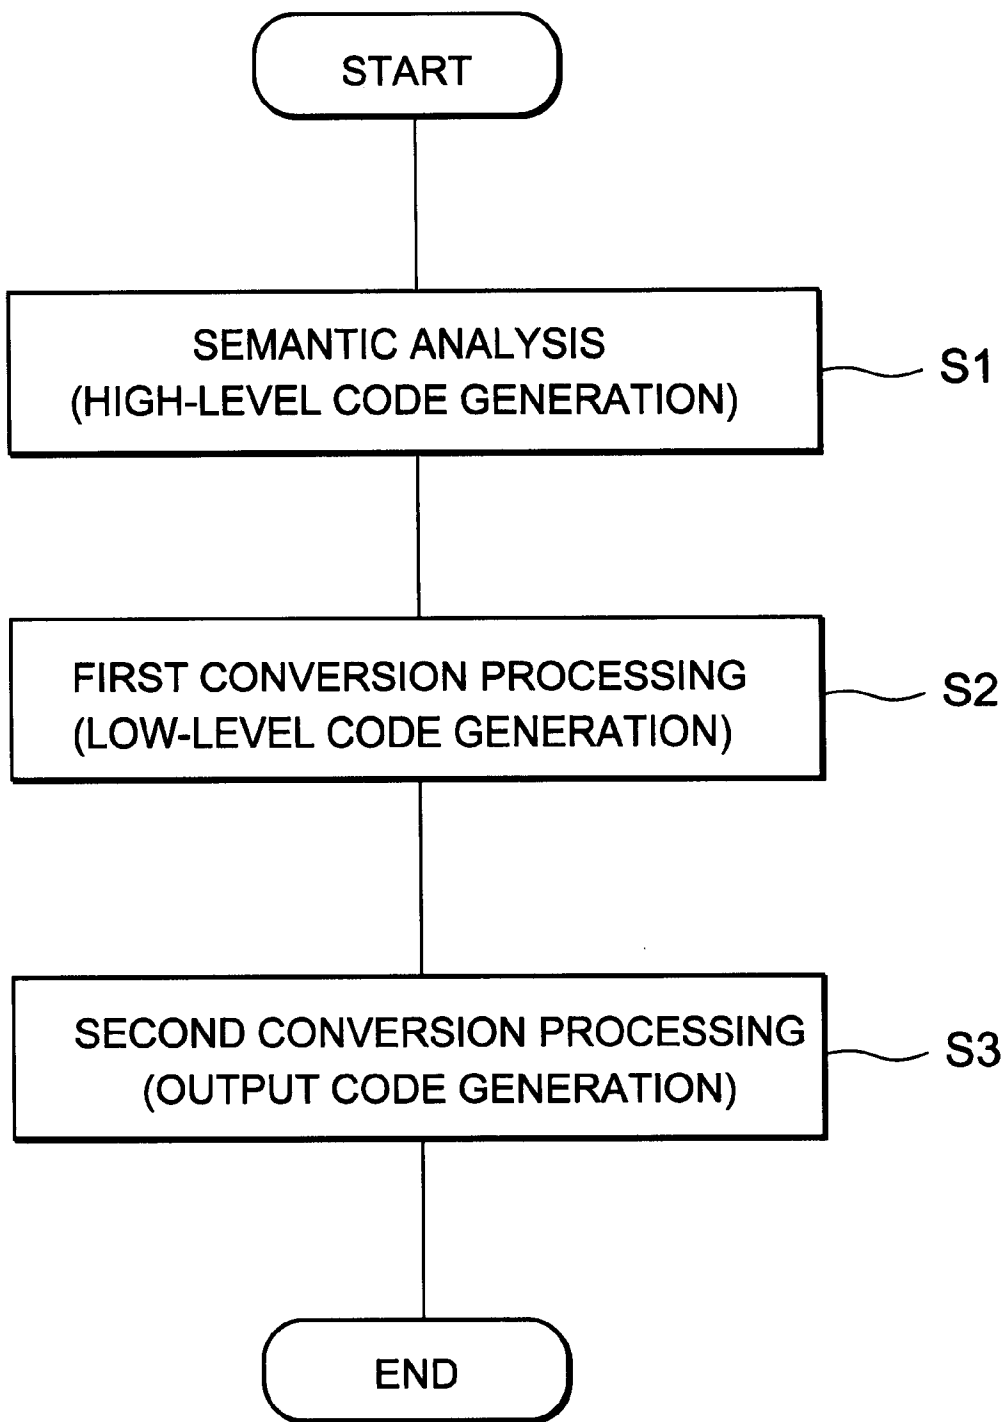 START
SEMANTIC ANALYSIS
(HIGH-LEVEL CODE GENERATION)
S1
FIRST CONVERSION PROCESSING
(LOW-LEVEL CODE GENERATION)
S2
SECOND CONVERSION PROCESSING
(OUTPUT CODE GENERATION)
S3
END